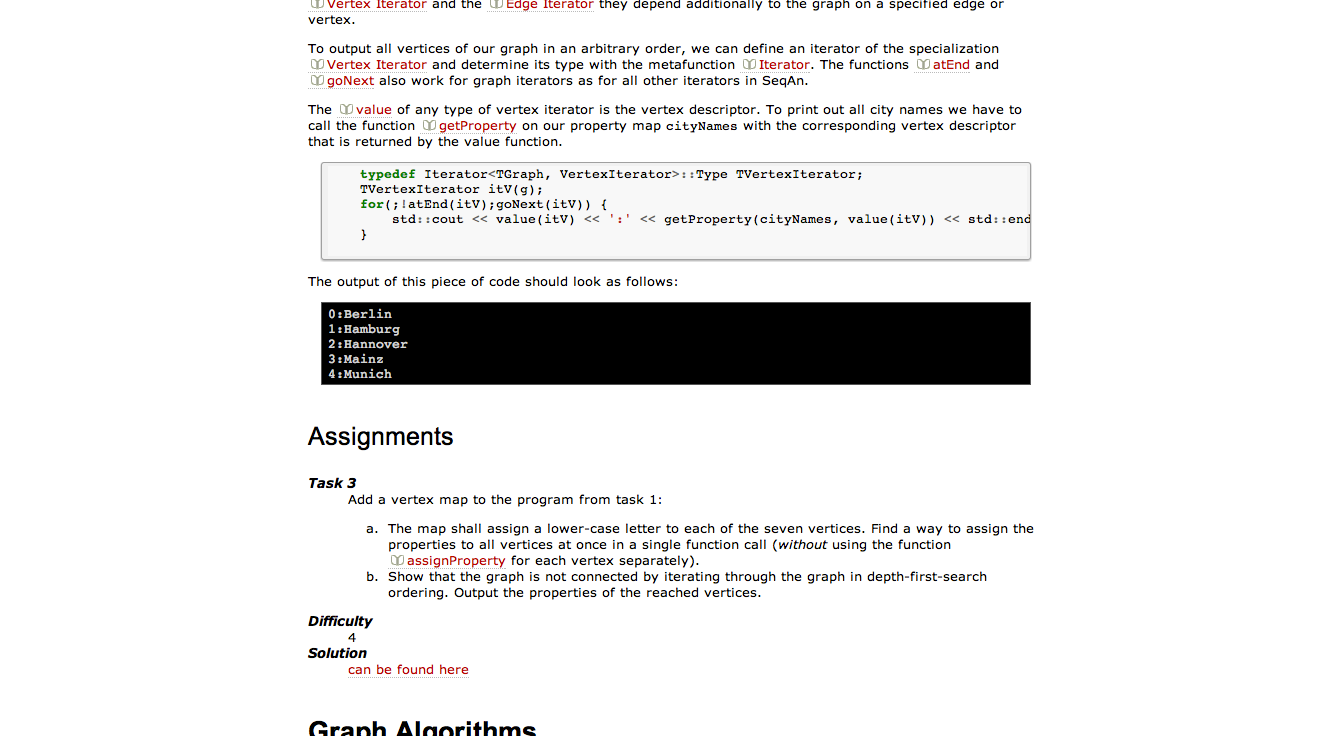 Vertex Iterator and the Edge Iterator they depend additionally to the graph on a specified edge or
vertex.
To output all vertices of our graph in an arbitrary order, we can define an iterator of the specialization
Vertex Iterator and determine its type with the metafunction Iterator. The functions atEnd and
goNext also work for graph iterators as for all other iterators in SeqAn.
The value of any type of vertex iterator is the vertex descriptor. To print out all city names we have to
call the function getProperty on our property map cityNames with the corresponding vertex descriptor
that is returned by the value function.
typedef Iterator<TGraph, VertexIterator>::Type TVertexIterator;
TVertexIterator itV(g);
for(;!atEnd(itV);goNext(itV)) {
std::cout << value(itV) << ':' << getProperty(cityNames, value(itV)) << std::end
}
The output of this piece of code should look as follows:
0:Berlin
1:Hamburg
2:Hannover
3:Mainz
4:Munich
Assignments
Task 3
Add a vertex map to the program from task 1:
a. The map shall assign a lower-case letter to each of the seven vertices. Find a way to assign the
properties to all vertices at once in a single function call (without using the function
assignProperty for each vertex separately).
b. Show that the graph is not connected by iterating through the graph in depth-first-search
ordering. Output the properties of the reached vertices.
Difficulty
4
Solution
can be found here
Graph Algorithms